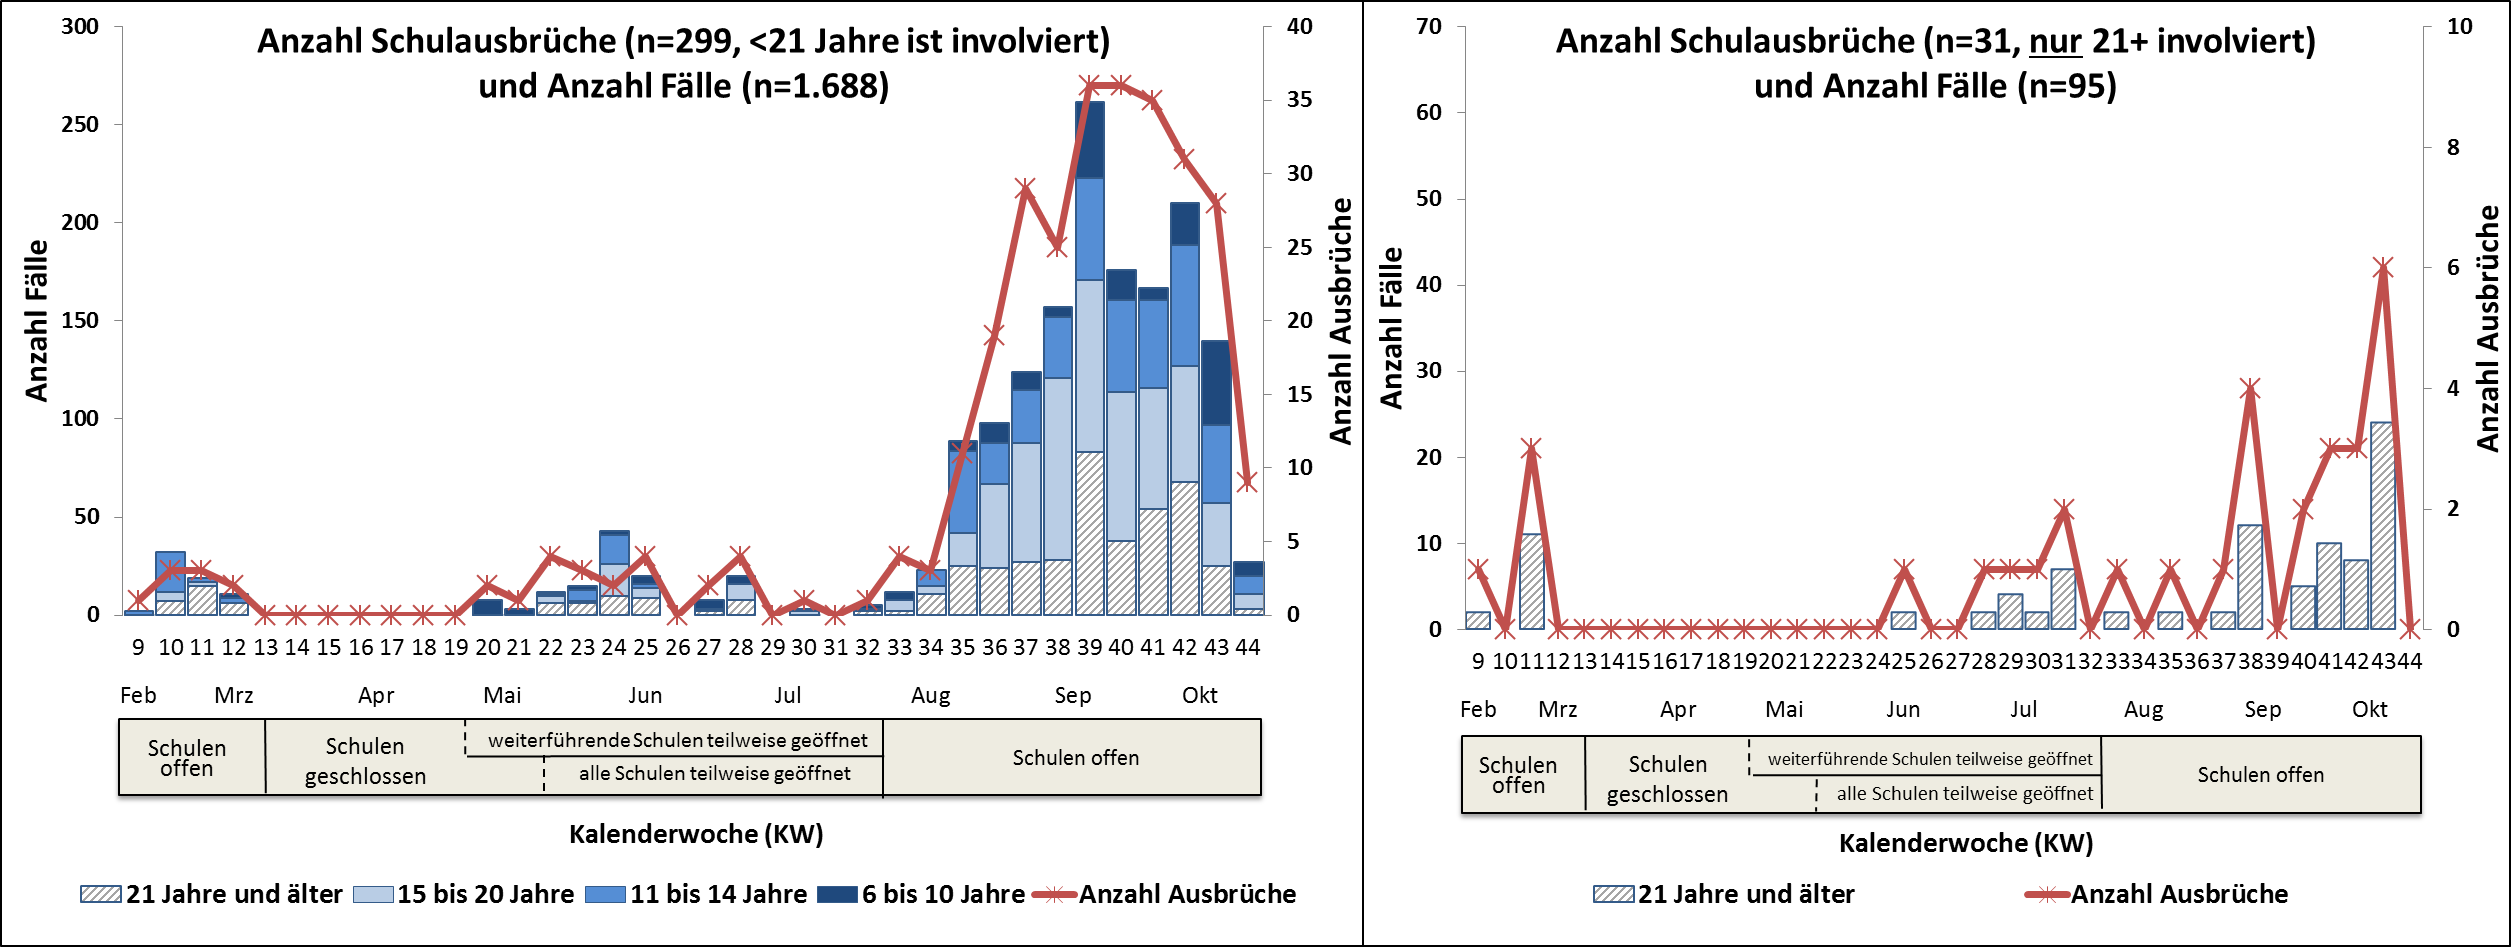 Anzahl Schulausbrüche (n=299, <21 Jahre ist involviert)
und Anzahl Fälle (n=1.688)
Anzahl Fälle
300
250
200
150
100
50
0
40
35
30
25
20
15
10
5
0
Anzahl Ausbrüche
9 10 11 12 13 14 15 16 17 18 19 20 21 22 23 24 25 26 27 28 29 30 31 32 33 34 35 36 37 38 39 40 41 42 43 44
Feb Mrz Apr Mai Jun Jul Aug Sep Okt
Schulen
offen
Schulen
geschlossen
weiterführende Schulen teilweise geöffnet
alle Schulen teilweise geöffnet
Schulen offen
Kalenderwoche (KW)
21 Jahre und älter 15 bis 20 Jahre 11 bis 14 Jahre 6 bis 10 Jahre Anzahl Ausbrüche
Anzahl Schulausbrüche (n=31, nur 21+ involviert)
und Anzahl Fälle (n=95)
Anzahl Fälle
70
60
50
40
30
20
10
0
10
8
6
4
2
0
Anzahl Ausbrüche
9 10 11 12 13 14 15 16 17 18 19 20 21 22 23 24 25 26 27 28 29 30 31 32 33 34 35 36 37 38 39 40 41 42 43 44
Feb Mrz Apr Mai Jun Jul Aug Sep Okt
Schulen
offen
Schulen
geschlossen
weiterführende Schulen teilweise geöffnet
alle Schulen teilweise geöffnet
Schulen offen
Kalenderwoche (KW)
21 Jahre und älter Anzahl Ausbrüche